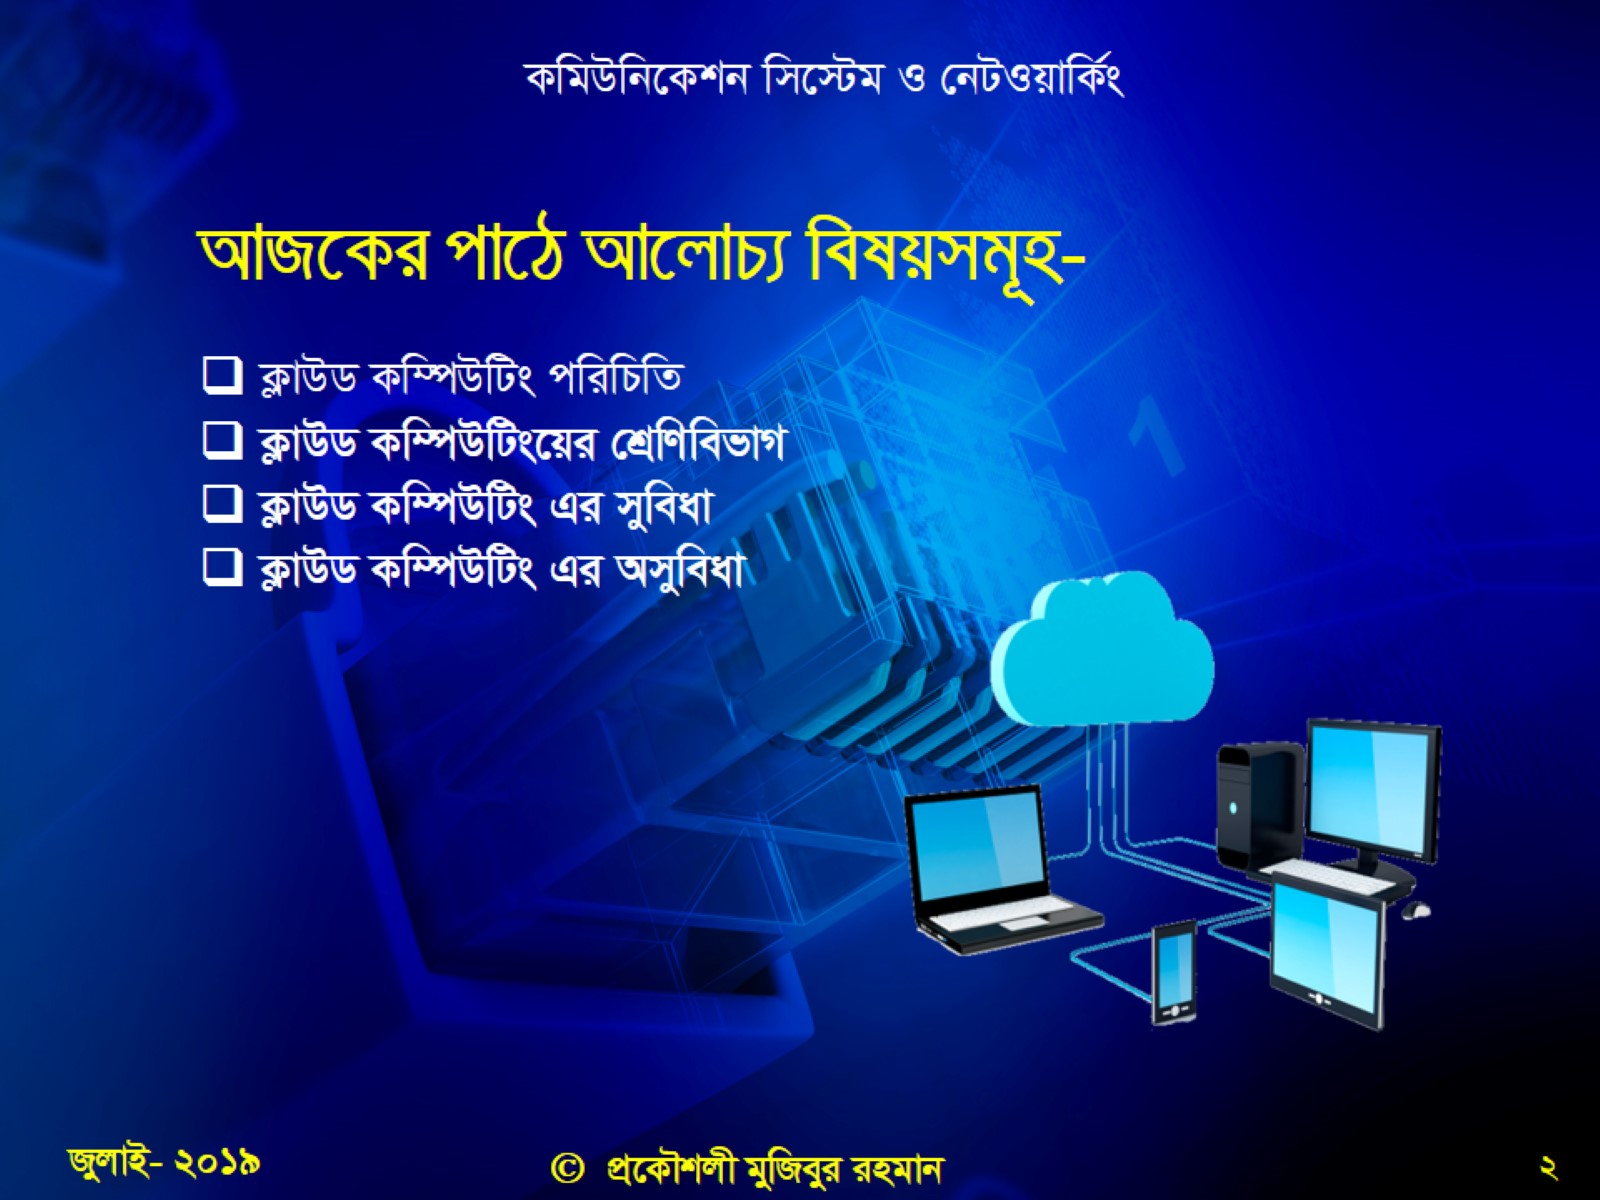 কমিউনিকেশন সিস্টেম ও নেটওয়ার্কিং
আজকের পাঠে আলোচ্য বিষয়সমূহ-
❑ ক্লাউড কম্পিউটিং পরিচিতি
❑ ক্লাউড কম্পিউটিংয়ের শ্রেণিবিভাগ
❑ ক্লাউড কম্পিউটিং এর সুবিধা
❑ ক্লাউড কম্পিউটিং এর অসুবিধা
1
জুলাই- ২০১৯
© প্রকৌশলী মুজিবুর রহমান
২